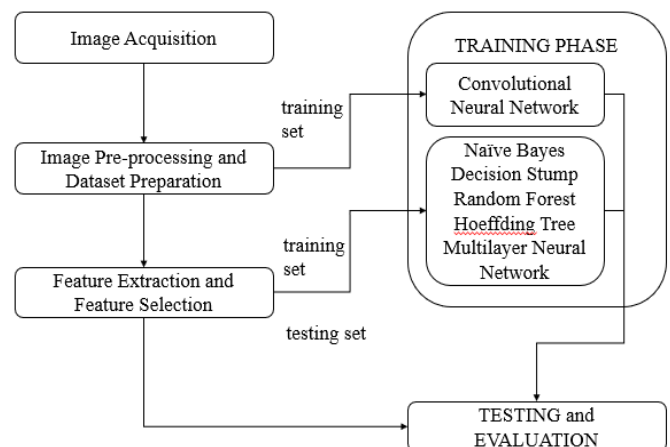 Image Acquisition
TRAINING PHASE
Convolutional
Neural Network
training
set
Image Pre-processing and
Dataset Preparation
Naïve Bayes
Decision Stump
Random Forest
Hoeffding Tree
Multilayer Neural
Network
training
set
Feature Extraction and
Feature Selection
testing set
TESTING and
EVALUATION